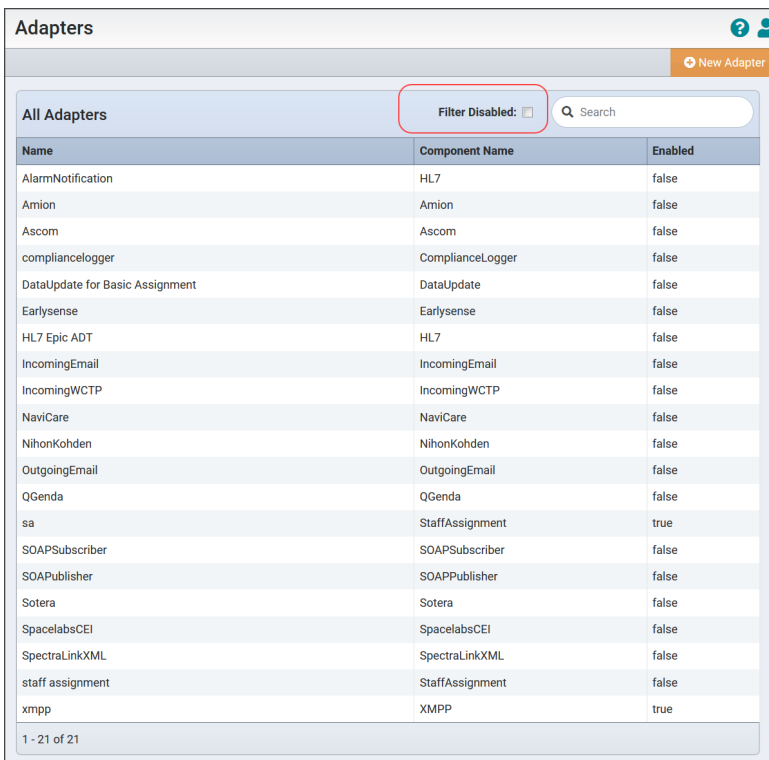 Adapters
New Adapter
All Adapters Filter Disabled: Search
Name Component Name Enabled
AlarmNotification HL7 false
Amion Amion false
Ascom Ascom false
compliancelogger ComplianceLogger false
DataUpdate for Basic Assignment DataUpdate false
Earlysense Earlysense false
HL7 Epic ADT HL7 false
IncomingEmail IncomingEmail false
IncomingWCTP IncomingWCTP false
NaviCare NaviCare false
NihonKohden NihonKohden false
OutgoingEmail OutgoingEmail false
QGenda QGenda false
sa StaffAssignment true
SOAPSubscriber SOAPSubscriber false
SOAPublisher SOAPPublisher false
Sotera Sotera false
SpacelabsCEI SpacelabsCEI false
SpectraLinkXML SpectraLinkXML false
staff assignment StaffAssignment false
xmpp XMPP true
1 - 21 of 21